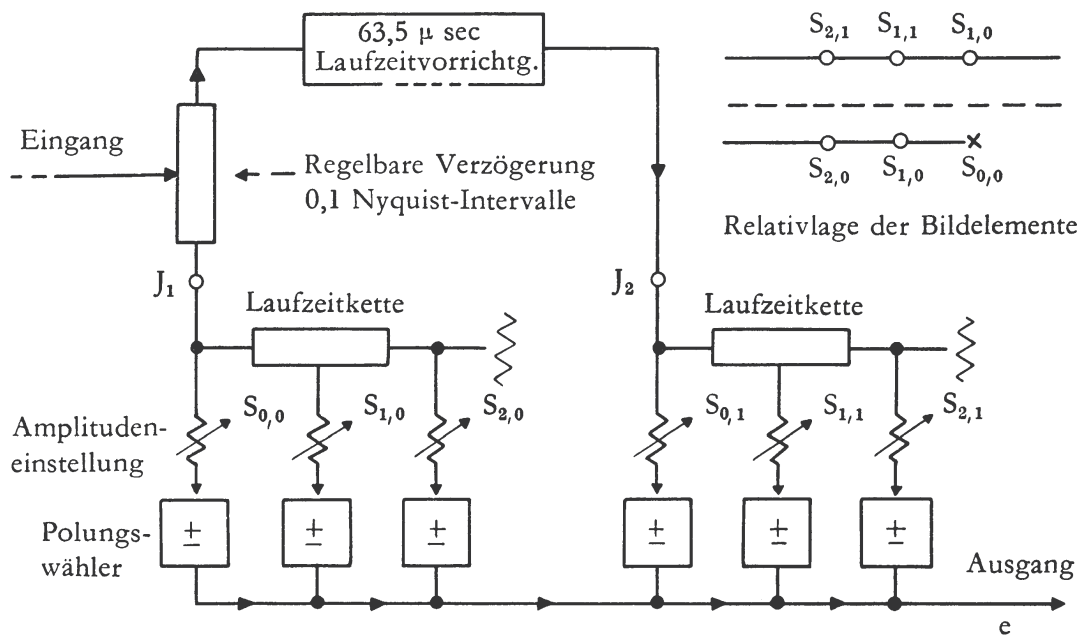 63,5 μ sec
Laufzeitvorrichtg.
S2,1 S1,1 S1,0
Eingang
Regelbare Verzögerung
0,1 Nyquist-Intervalle
S2,0 S1,0 S0,0
Relativlage der Bildelemente
J1
J2
Laufzeitkette
Laufzeitkette
S0,0 S1,0 S2,0
S0,1 S1,1 S2,1
Amplituden-
einstellung
Polungs-
wähler
± ± ± ± ± ±
Ausgang
e